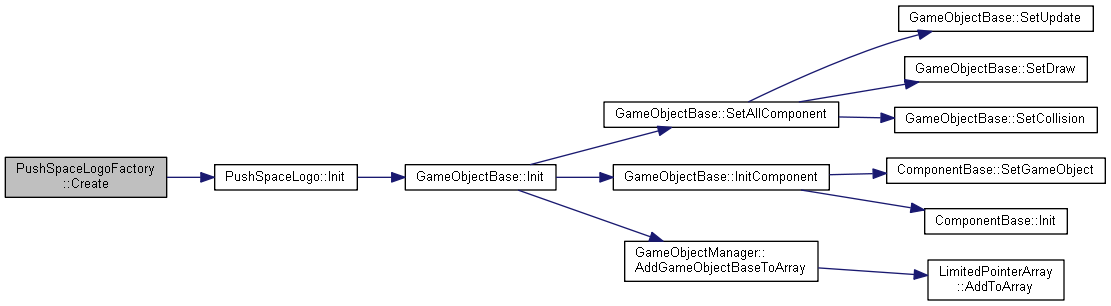 PushSpaceLogoFactory
::Create
PushSpaceLogo::Init
GameObjectBase::Init
GameObjectBase::SetAllComponent
GameObjectBase::SetUpdate
GameObjectBase::SetDraw
GameObjectBase::SetCollision
GameObjectBase::InitComponent
ComponentBase::SetGameObject
ComponentBase::Init
GameObjectManager::
AddGameObjectBaseToArray
LimitedPointerArray
::AddToArray